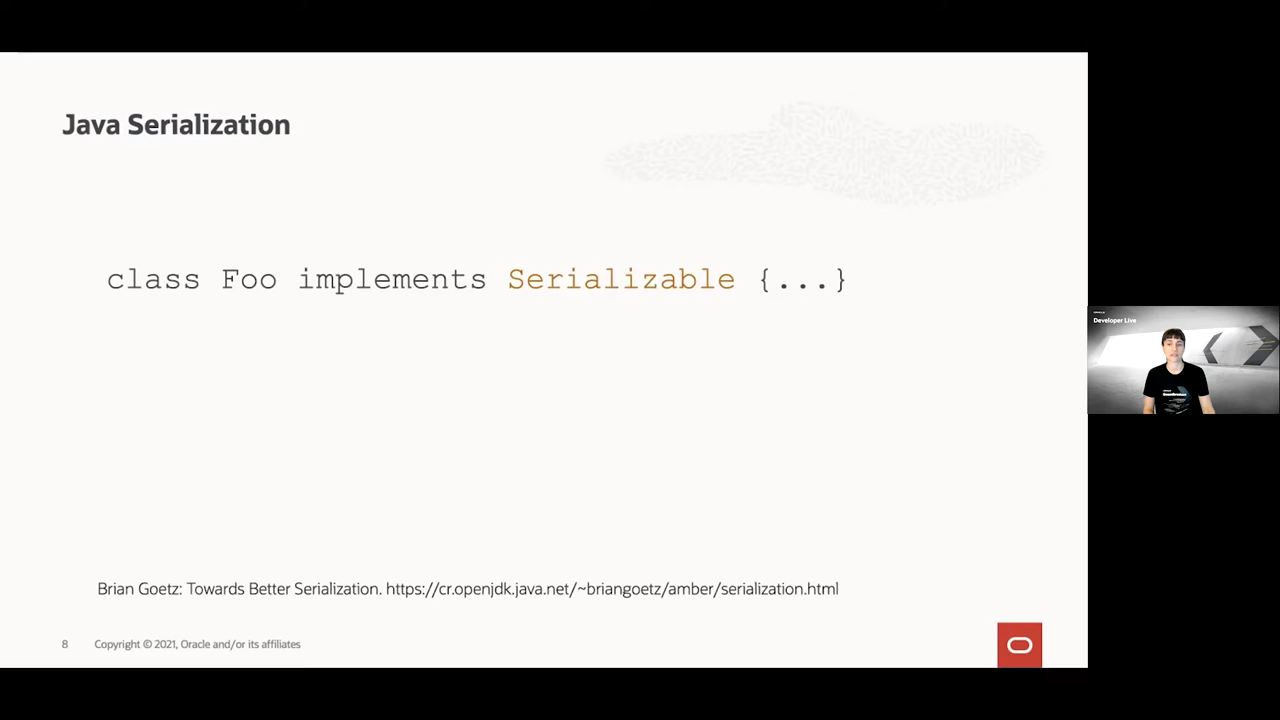 Java Serialization
class Foo implements Serializable {...}
Brian Goetz: Towards Better Serialization. https://cr.openjdk.java.net/~briangoetz/amber/serialization.html
8 Copyright © 2021, Oracle and/or its affiliates
ORACLE
Developer Live